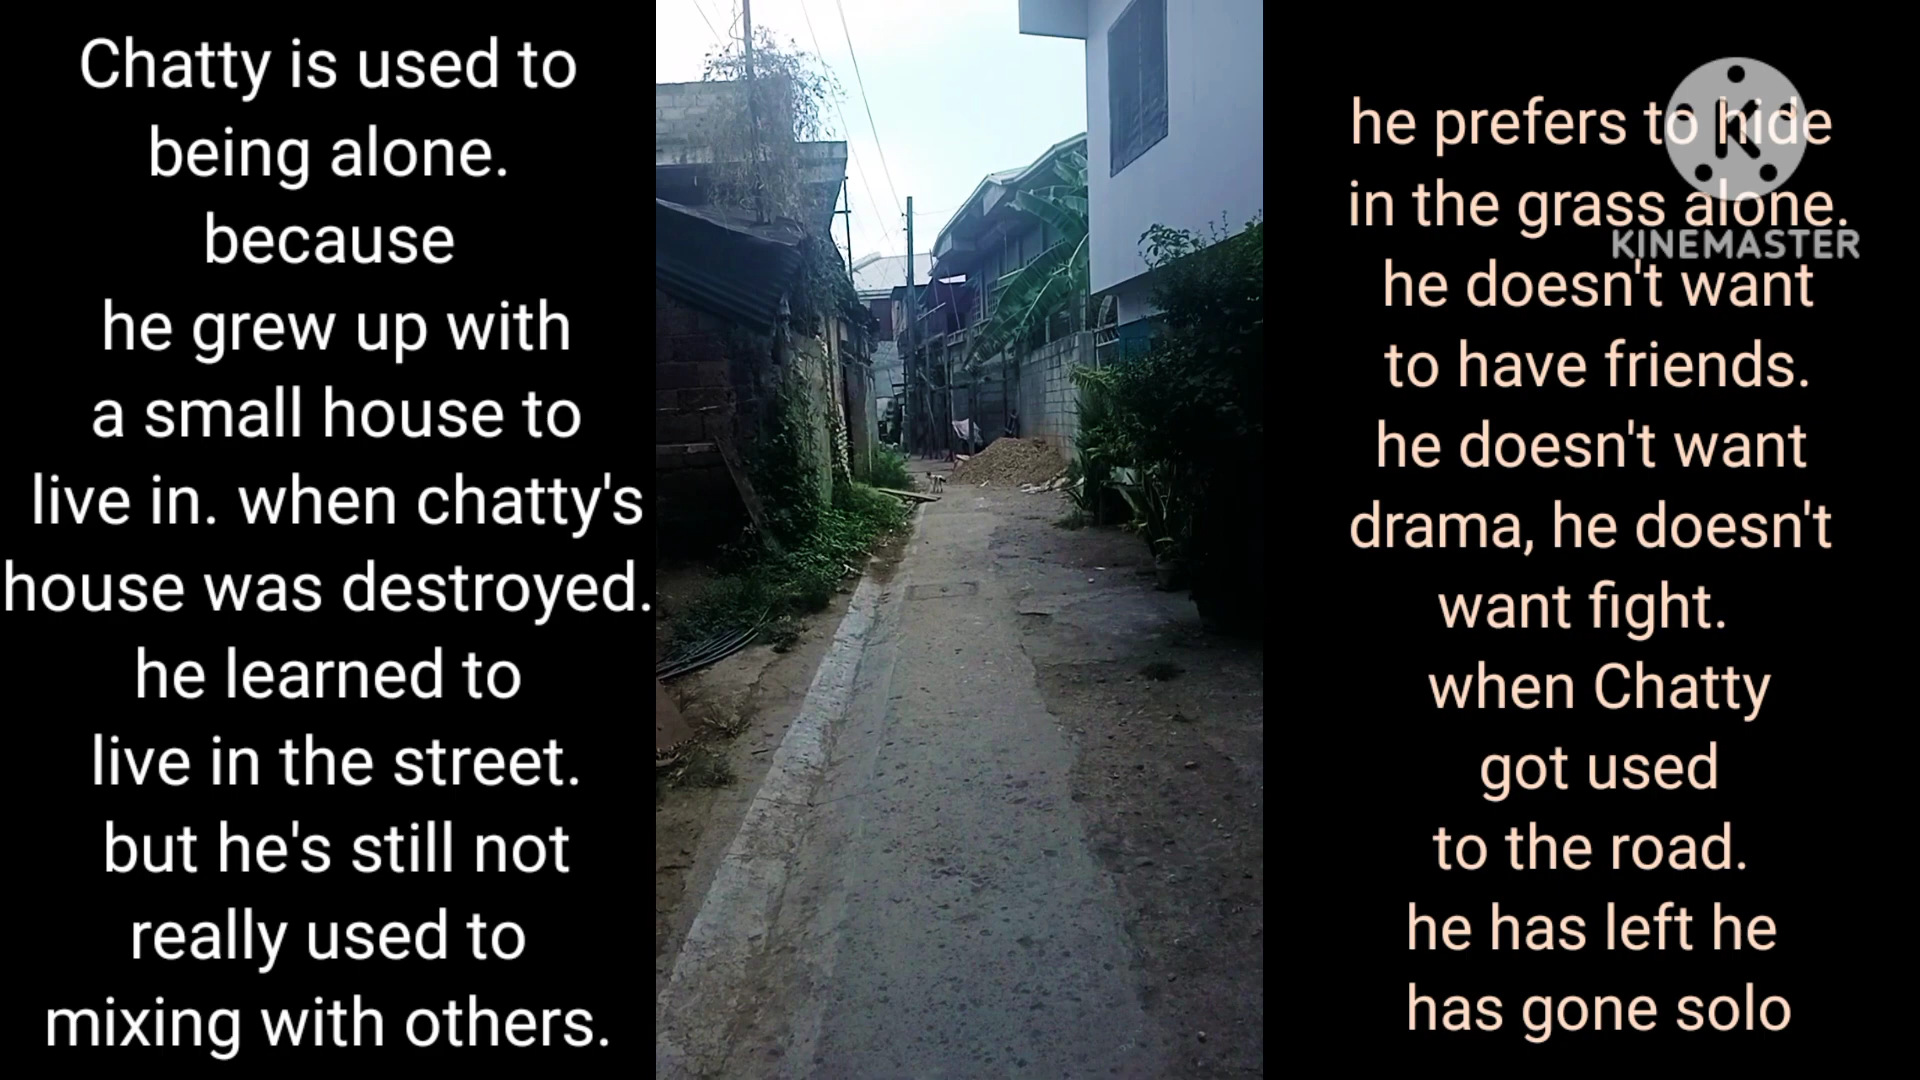 Chatty is used to
being alone.
because
he grew up with
a small house to
live in. when chatty's
house was destroyed.
he learned to
live in the street.
but he's still not
really used to
mixing with others.
he prefers to hide
in the grass alone.
he doesn't want
to have friends.
he doesn't want
drama, he doesn't
want fight.
when Chatty
got used
to the road.
he has left he
has gone solo
K
KINEMASTER